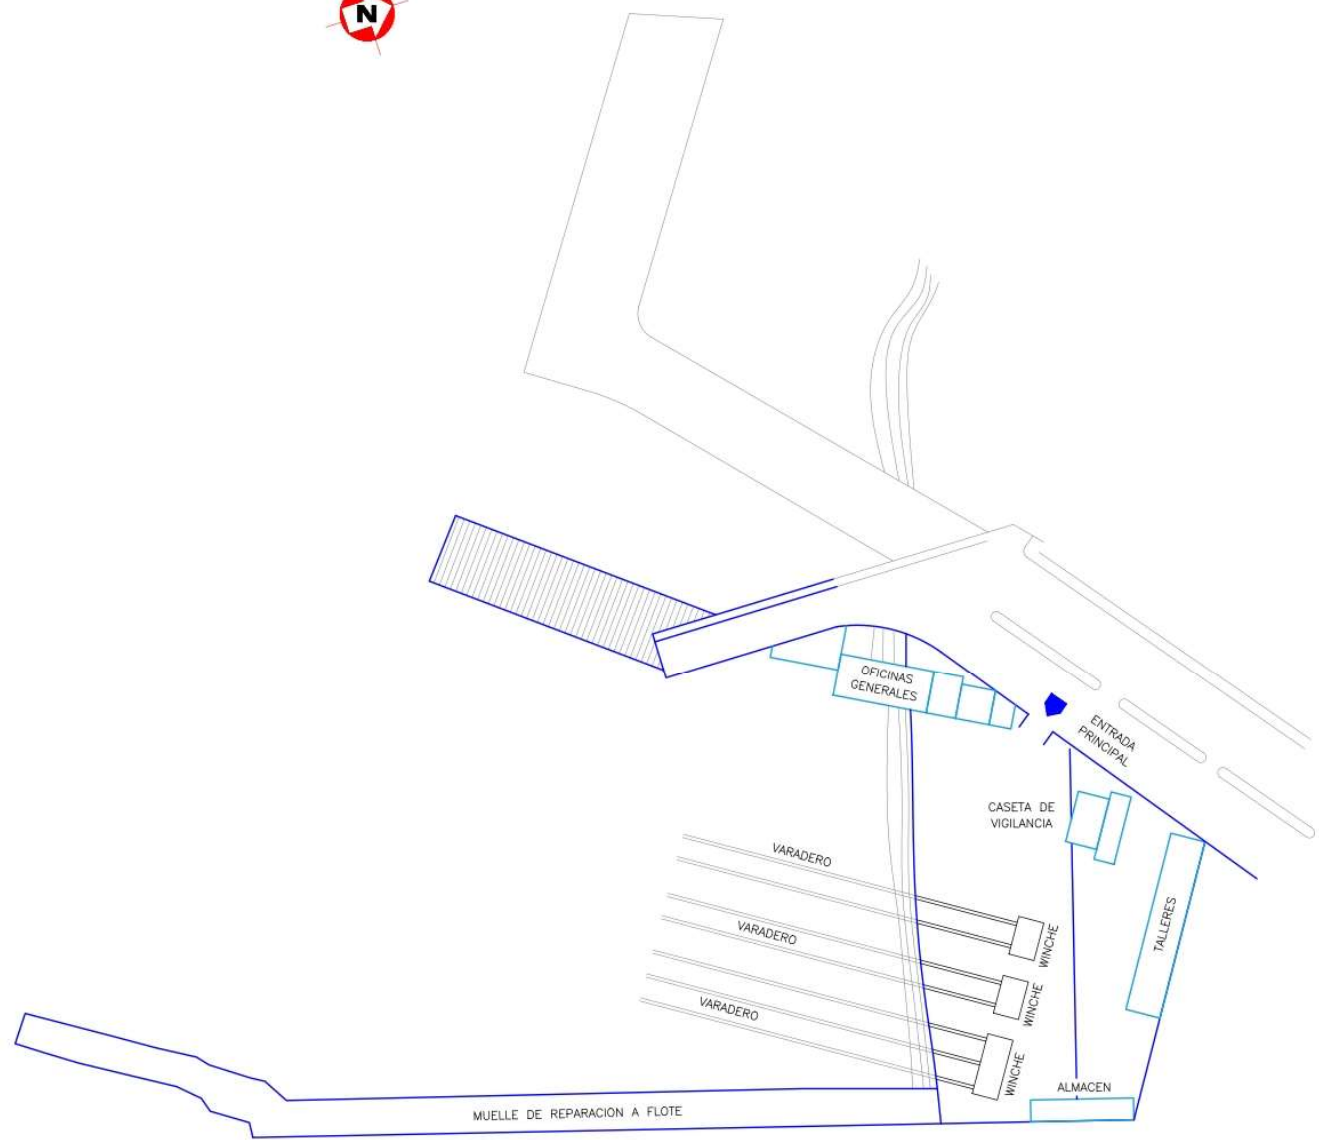 N
OFICINAS
GENERALES
ENTRADA
PRINCIPAL
CASETA DE
VIGILANCIA
VARADERO
WINCHE
TALLERES
VARADERO
WINCHE
VARADERO
WINCHE
ALMACEN
MUELLE DE REPARACION A FLOTE